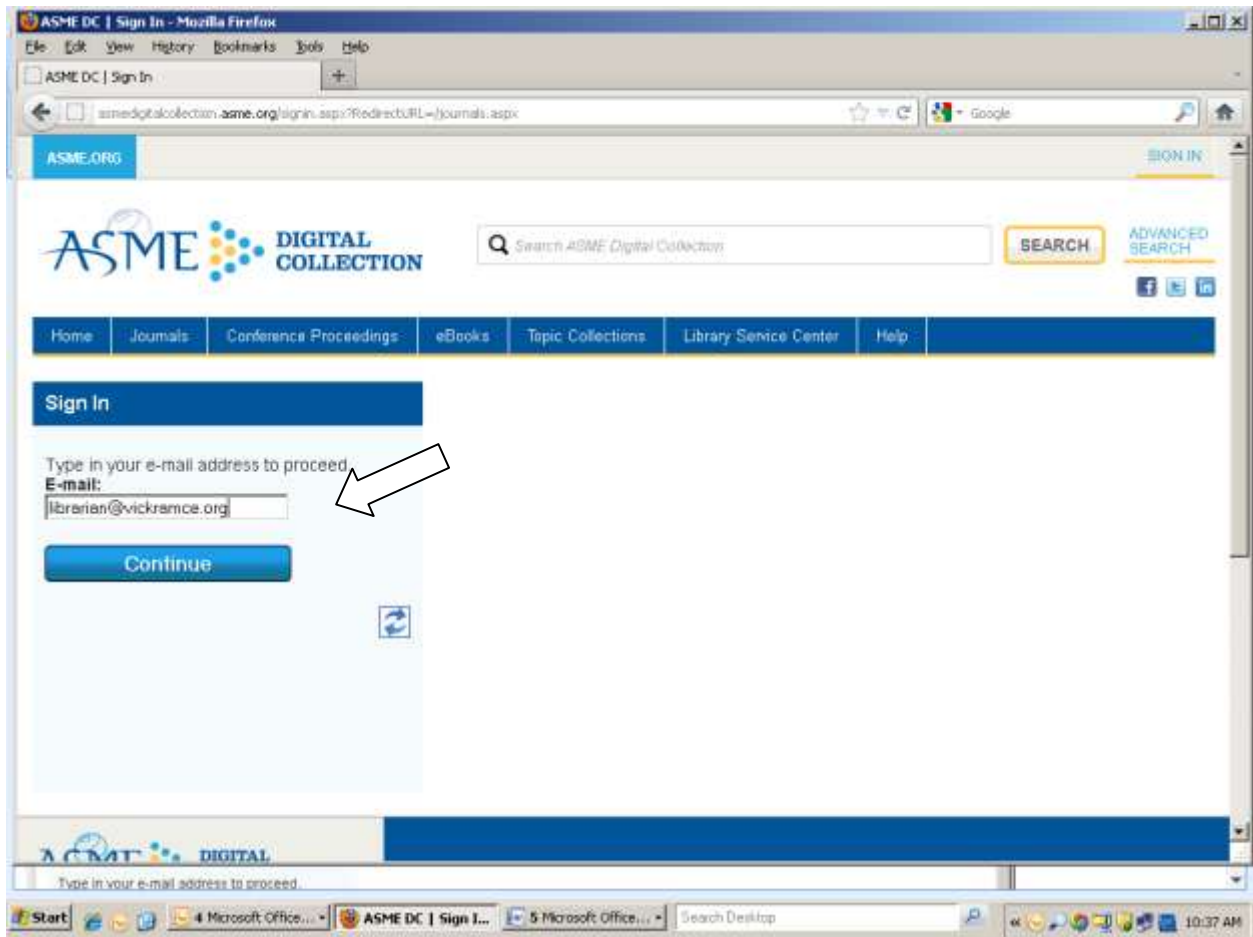 ASME DC | Sign In - Mozilla Firefox
File Edit View History Bookmarks Tools Help
ASME DC | Sign In
+
asmedigitalcollection.asme.org/signin.aspx?RedirectURL=/journals.aspx
Google
ASME.ORG
SIGN IN
ASME DIGITAL COLLECTION
Search ASME Digital Collection
SEARCH
ADVANCED
SEARCH
Home Journals Conference Proceedings eBooks Topic Collections Library Service Center Help
Sign In
Type in your e-mail address to proceed.
E-mail:
librarian@vickramce.org
Continue
ASME DIGITAL
Type in your e-mail address to proceed.
Start 4 Microsoft Office... ASME DC | Sign I... 5 Microsoft Office... Search Desktop 10:37 AM